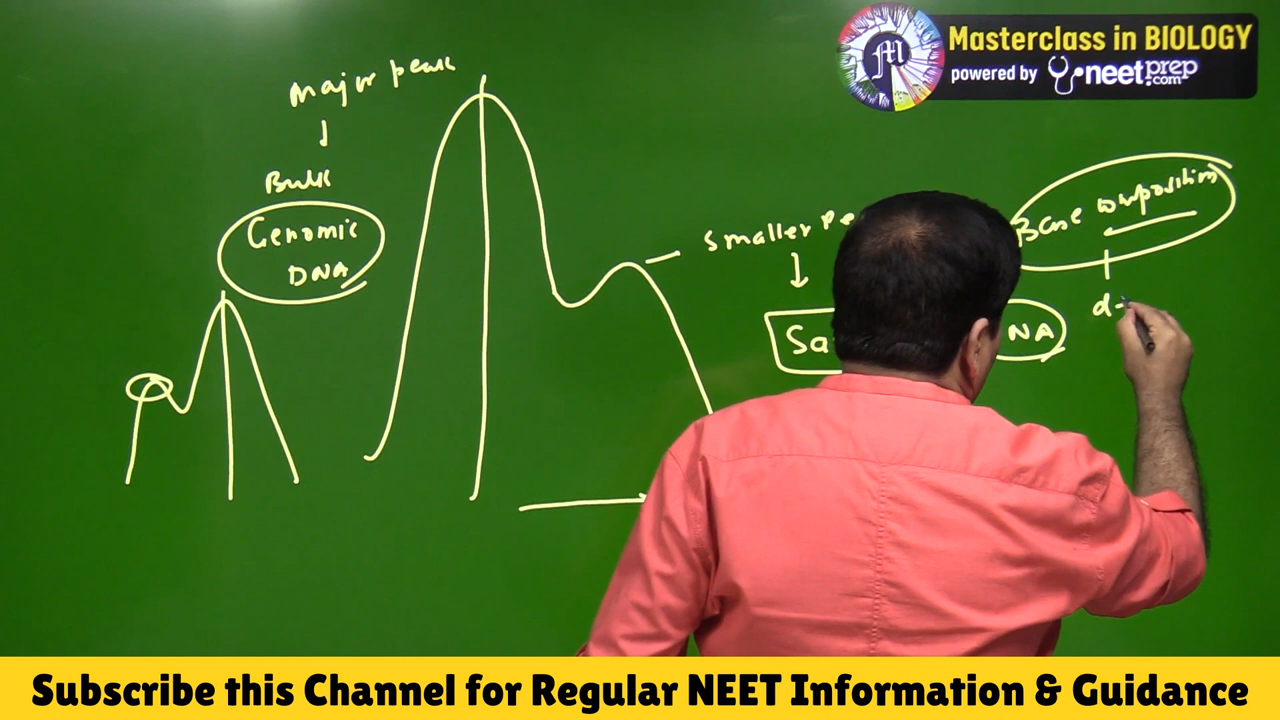 Masterclass in BIOLOGY
powered by neetprep.com
major peak
Bulk
Genomic
DNA
Smaller Pe
Sa
NA
Base composition
Subscribe this Channel for Regular NEET Information & Guidance